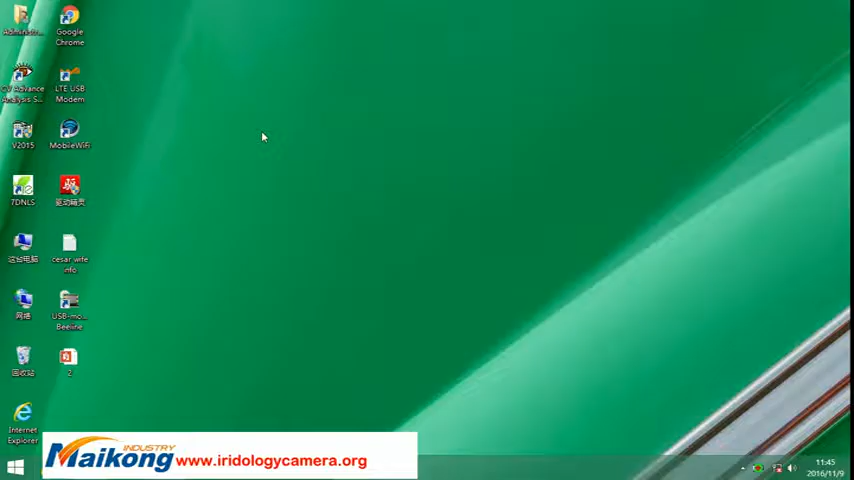 Administr...
Google
Chrome
CV Advance
Analysis S...
LTE USB
Modem
V2015
MobileWiFi
7DNLS
驱动精灵
这台电脑
cesar wife
info
网络
USB-mo...
Beeline
回收站
2
Internet
Explorer
Maikong
INDUSTRY
www.iridologycamera.org
11:45
2016/11/9